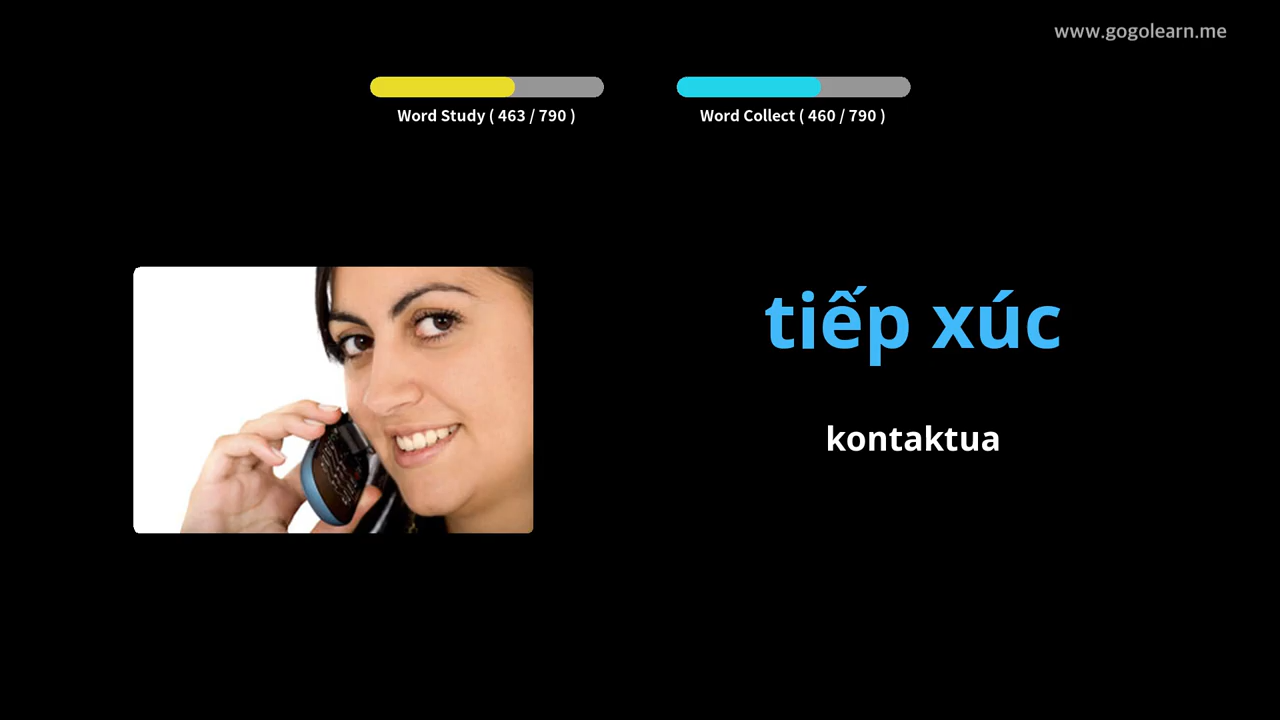 www.gogolearn.me
Word Study ( 463 / 790 )
Word Collect ( 460 / 790 )
tiếp xúc
kontaktua